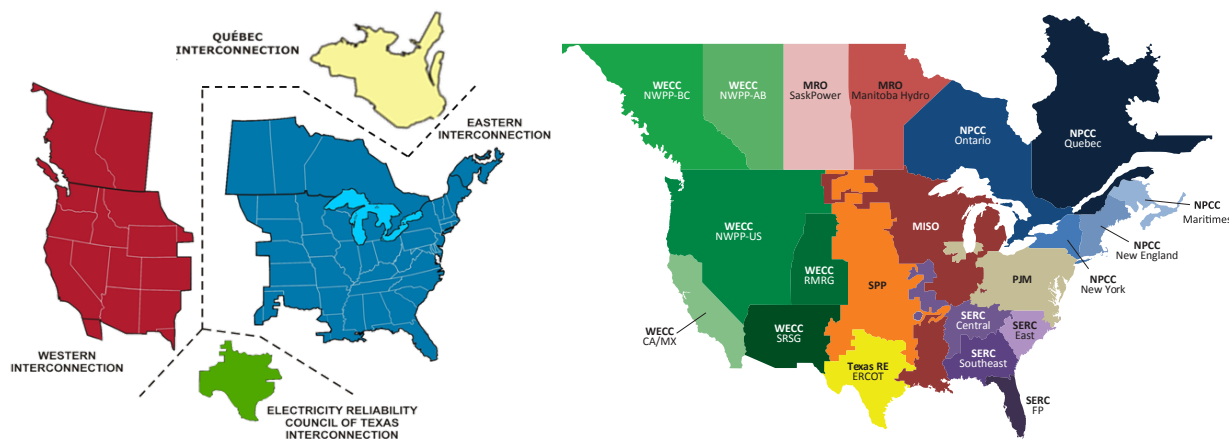 QUÉBEC
INTERCONNECTION
EASTERN
INTERCONNECTION
WESTERN
INTERCONNECTION
ELECTRICITY RELIABILITY
COUNCIL OF TEXAS
INTERCONNECTION
WECC
NWPP-BC
WECC
NWPP-AB
MRO
SaskPower
MRO
Manitoba Hydro
NPCC
Ontario
NPCC
Quebec
NPCC
Maritimes
NPCC
New England
NPCC
New York
WECC
NWPP-US
MISO
WECC
RMRG
SPP
PJM
WECC
CA/MX
WECC
SRSG
SERC
Central
SERC
East
SERC
Southeast
Texas RE
ERCOT
SERC
FP